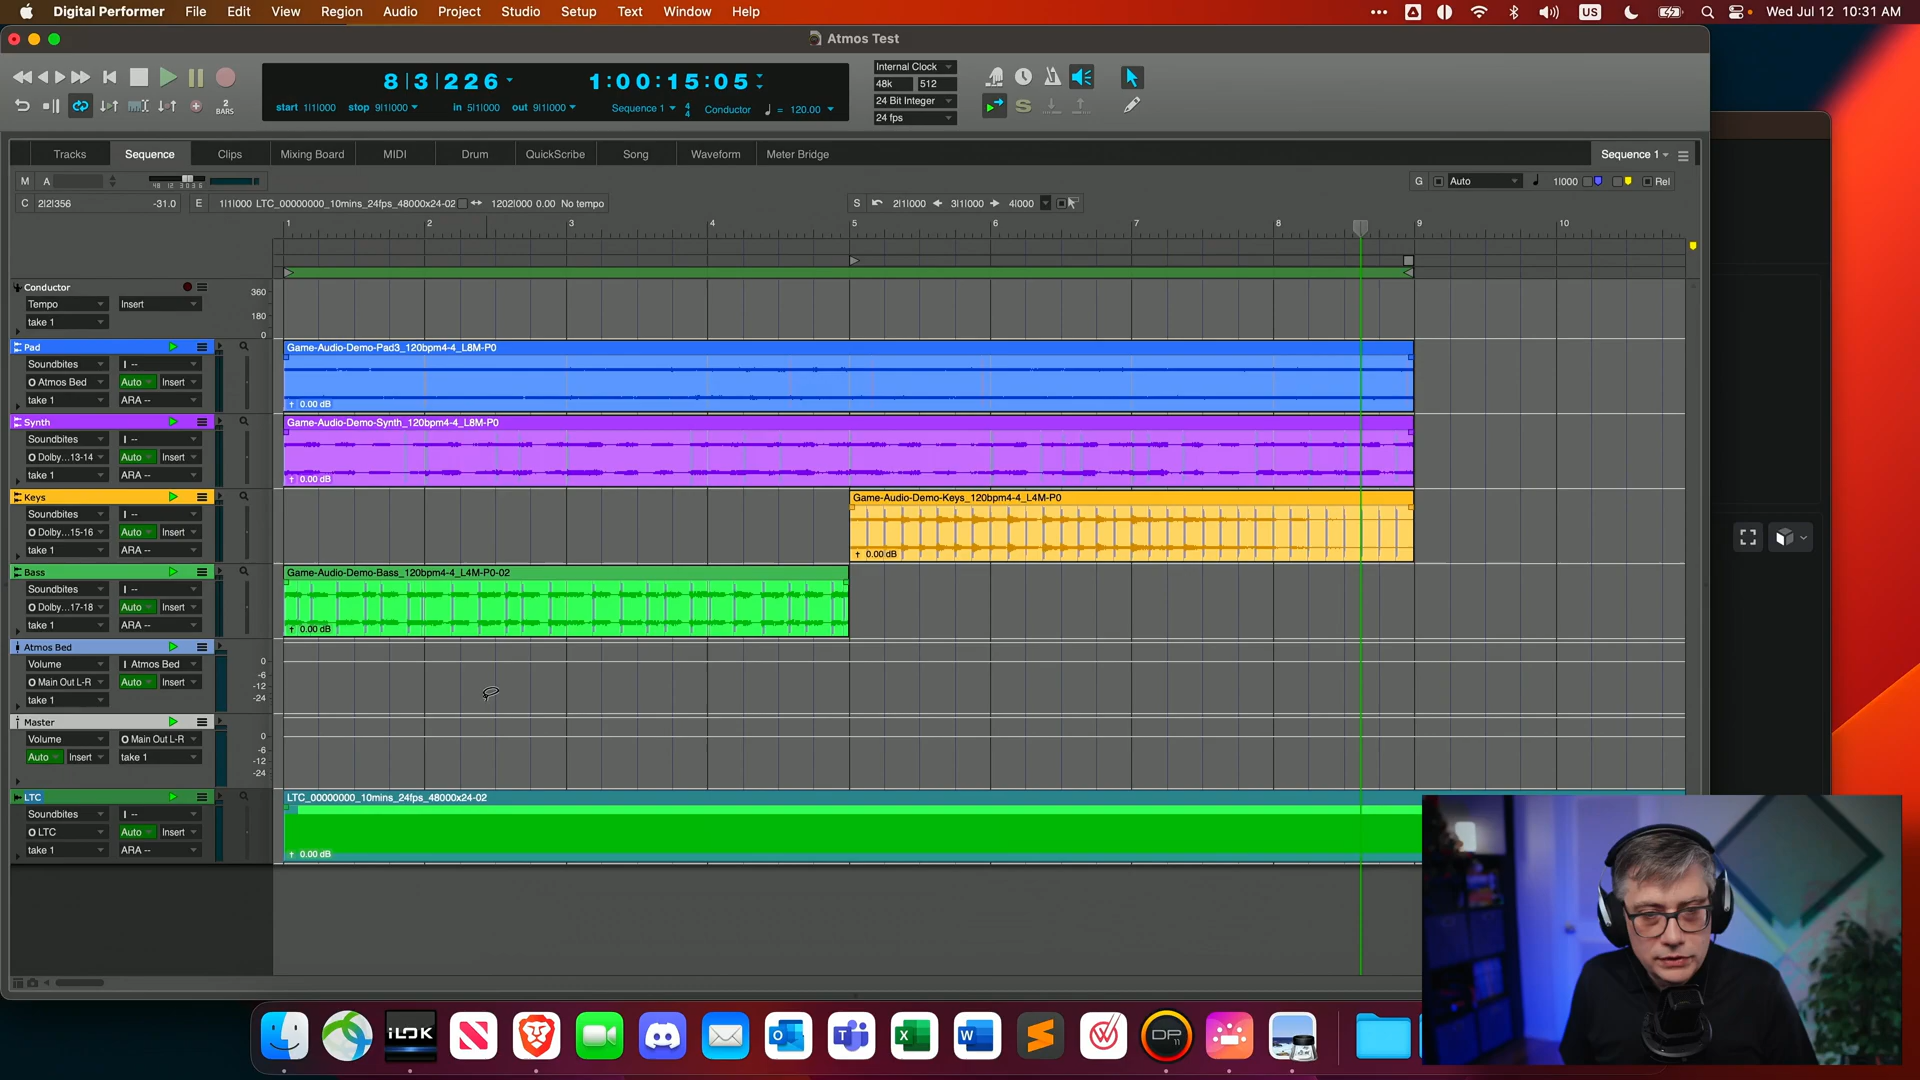 Digital Performer File Edit View Region Audio Project Studio Setup Text Window Help
US Wed Jul 12 10:31 AM
Atmos Test
8|3|226 1:00:15:05
start 1|1|000 stop 9|1|000 in 5|1|000 out 9|1|000 Sequence 1 4 4 Conductor = 120.00
2 BARS
Internal Clock
48k 512
24 Bit Integer
24 fps
S
Tracks Sequence Clips Mixing Board MIDI Drum QuickScribe Song Waveform Meter Bridge
Sequence 1
M A
G Auto 1|000 Rel
C 2|2|356 -31.0
E 1|1|000 LTC_00000000_10mins_24fps_48000x24-02 1202|000 0.00 No tempo
S 2|1|000 3|1|000 4|000
1 2 3 4 5 6 7 8 9 10
Conductor
Tempo Insert
take 1
360
180
0
Pad
Soundbites I --
O Atmos Bed Auto Insert
take 1 ARA --
Game-Audio-Demo-Pad3_120bpm4-4_L8M-P0
0.00 dB
Synth
Soundbites I --
O Dolby...13-14 Auto Insert
take 1 ARA --
Game-Audio-Demo-Synth_120bpm4-4_L8M-P0
0.00 dB
Keys
Soundbites I --
O Dolby...15-16 Auto Insert
take 1 ARA --
Game-Audio-Demo-Keys_120bpm4-4_L4M-P0
0.00 dB
Bass
Soundbites I --
O Dolby...17-18 Auto Insert
take 1 ARA --
Game-Audio-Demo-Bass_120bpm4-4_L4M-P0-02
0.00 dB
Atmos Bed
Volume I Atmos Bed
O Main Out L-R Auto Insert
take 1
0
-6
-12
-24
Master
Volume O Main Out L-R
Auto Insert take 1
0
-6
-12
-24
LTC
Soundbites I --
O LTC Auto Insert
take 1 ARA --
LTC_00000000_10mins_24fps_48000x24-02
0.00 dB
iLOK
DP
11